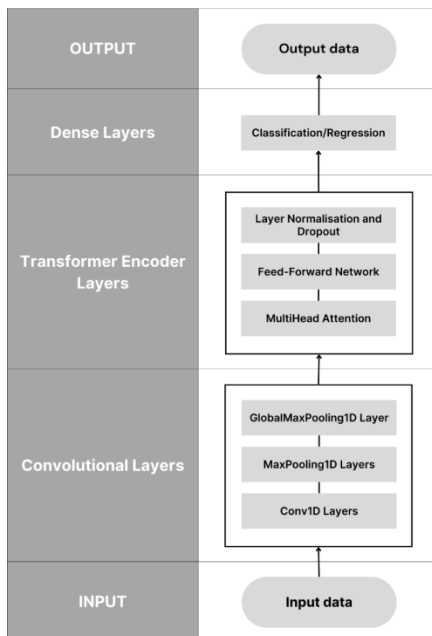 OUTPUT
Output data
Dense Layers
Classification/Regression
Transformer Encoder
Layers
Layer Normalisation and
Dropout
Feed-Forward Network
MultiHead Attention
Convolutional Layers
GlobalMaxPooling1D Layer
MaxPooling1D Layers
Conv1D Layers
INPUT
Input data